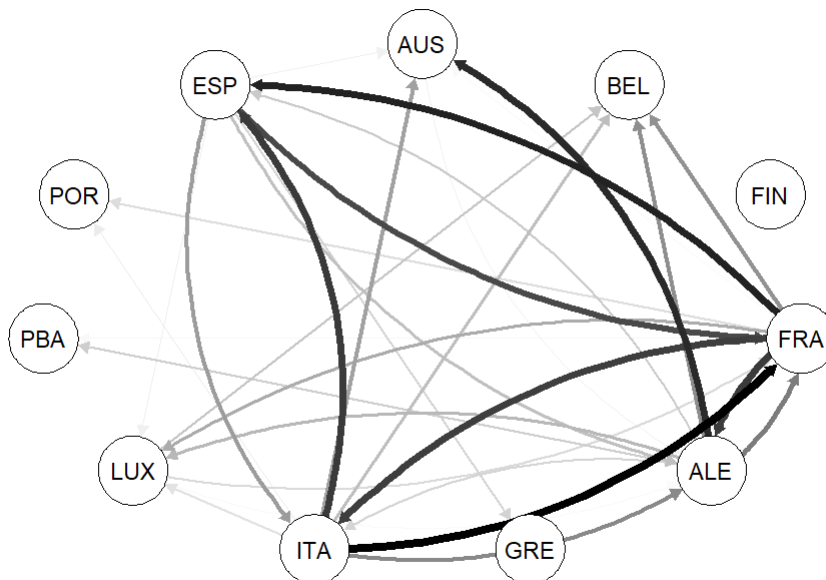 AUS
ESP
BEL
POR
FIN
PBA
FRA
LUX
ALE
ITA
GRE